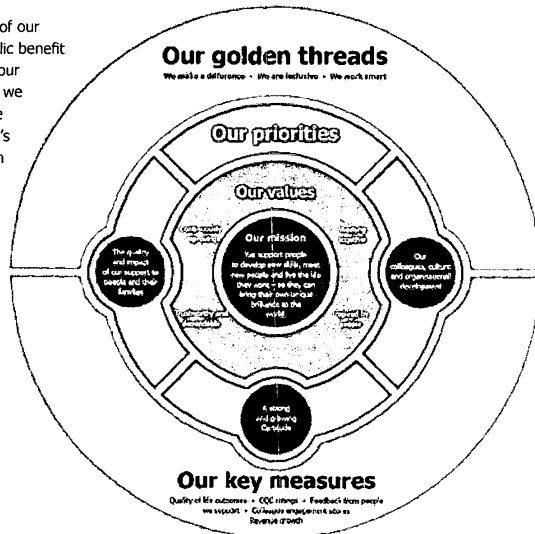 of our
lic benefit
our
we
e
's
n
Our golden threads
We make a difference • We are inclusive • We work smart
Our priorities
Our values
Our mission
We support people
to develop new skills, meet
new people and live the life
they want – so they can
bring their own unique
brilliance to the
world.
The quality
and impact
of our support to
people and their
families
Our
colleagues, culture
and organisational
development
A strong
and growing
Certitude
Our key measures
Quality of life outcomes • CQC ratings • Feedback from people
we support • Colleague engagement scores
Revenue growth